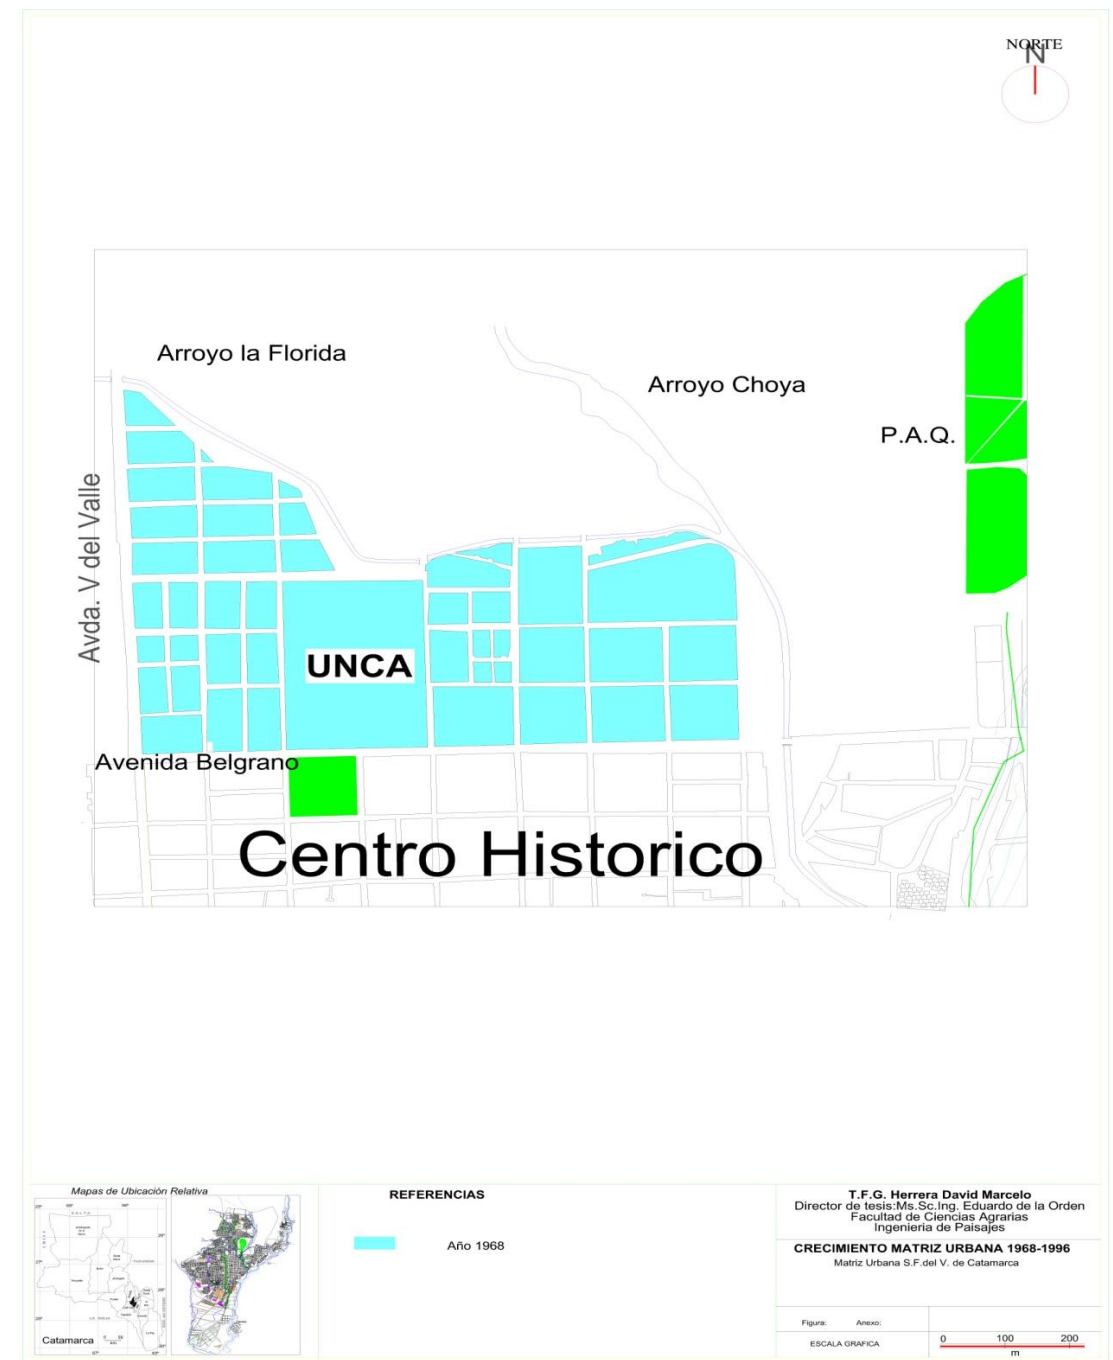 NORTE
N
Arroyo la Florida
Arroyo Choya
P.A.Q.
Avda. V del Valle
UNCA
Avenida Belgrano
Centro Historico
Mapas de Ubicación Relativa
Catamarca
REFERENCIAS
Año 1968
T.F.G. Herrera David Marcelo
Director de tesis:Ms.Sc.Ing. Eduardo de la Orden
Facultad de Ciencias Agrarias
Ingenieria de Paisajes
CRECIMIENTO MATRIZ URBANA 1968-1996
Matriz Urbana S.F.del V. de Catamarca
Figura: Anexo:
ESCALA GRAFICA
0 100 200
m